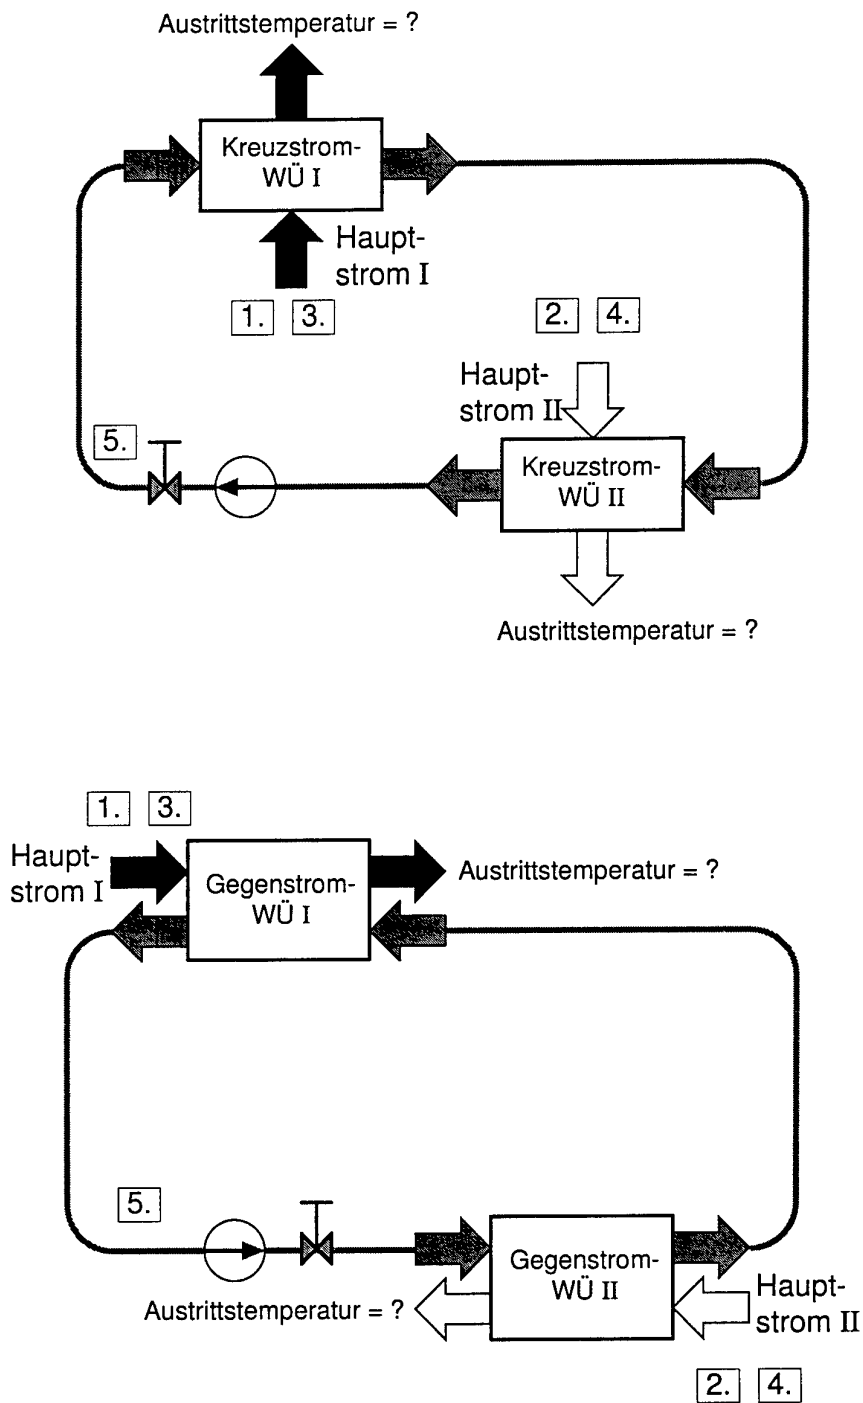 Austrittstemperatur = ?
Kreuzstrom-
WÜ I
Haupt-
strom I
1. 3.
2. 4.
Haupt-
strom II
5.
Kreuzstrom-
WÜ II
Austrittstemperatur = ?
1. 3.
Haupt-
strom I
Gegenstrom-
WÜ I
Austrittstemperatur = ?
5.
Gegenstrom-
WÜ II
Haupt-
strom II
Austrittstemperatur = ?
2. 4.